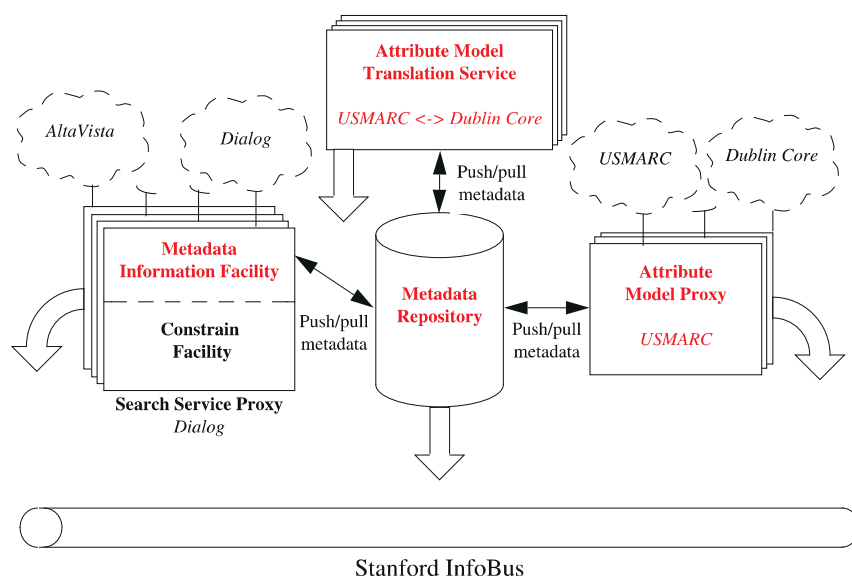 Attribute Model
Translation Service
USMARC <-> Dublin Core
AltaVista
Dialog
USMARC
Dublin Core
Push/pull
metadata
Metadata
Information Facility
Constrain
Facility
Search Service Proxy
Dialog
Push/pull
metadata
Metadata
Repository
Push/pull
metadata
Attribute
Model Proxy
USMARC
Stanford InfoBus